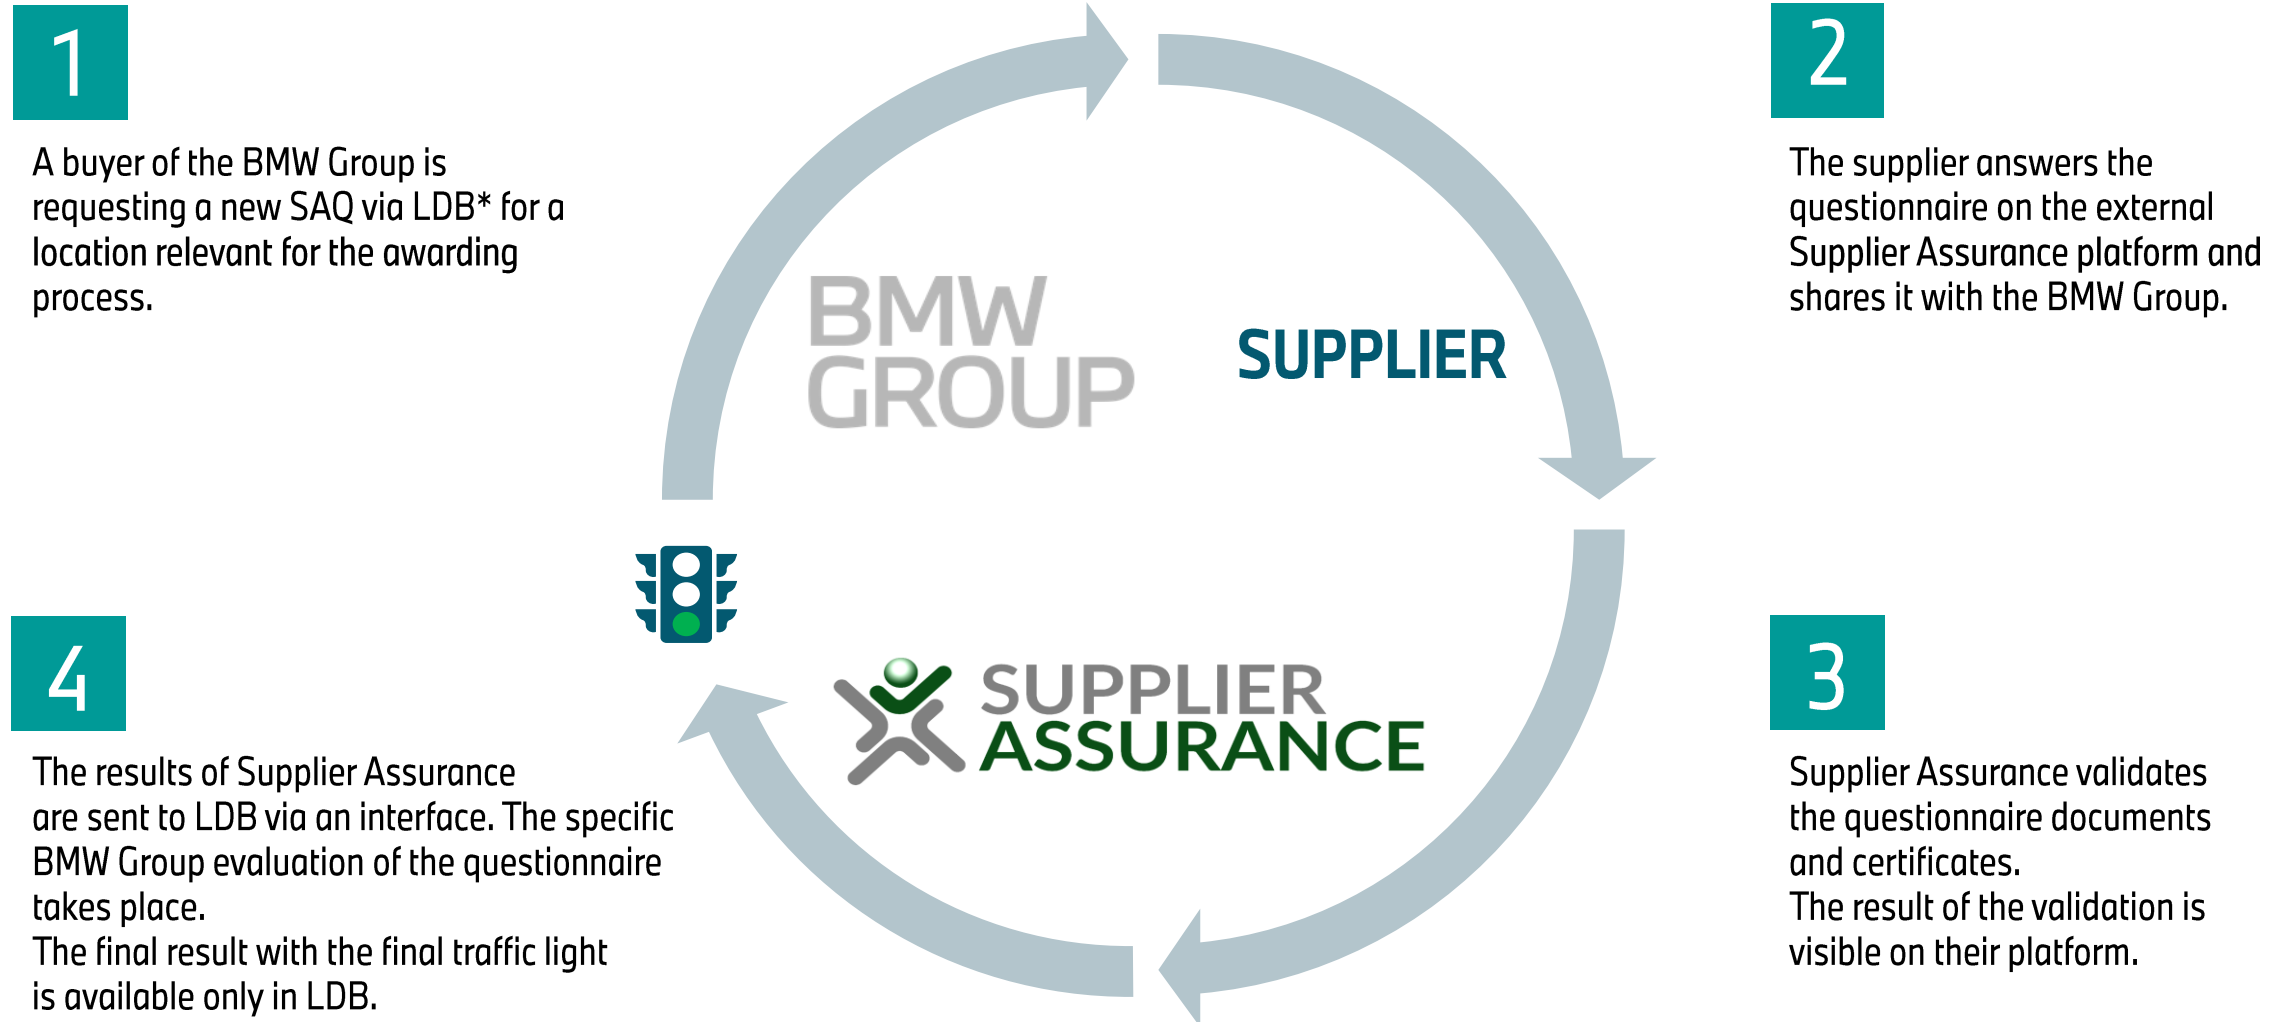 1
A buyer of the BMW Group is
requesting a new SAQ via LDB* for a
location relevant for the awarding
process.
2
The supplier answers the
questionnaire on the external
Supplier Assurance platform and
shares it with the BMW Group.
BMW
GROUP
SUPPLIER
SUPPLIER
ASSURANCE
3
Supplier Assurance validates
the questionnaire documents
and certificates.
The result of the validation is
visible on their platform.
4
The results of Supplier Assurance
are sent to LDB via an interface. The specific
BMW Group evaluation of the questionnaire
takes place.
The final result with the final traffic light
is available only in LDB.